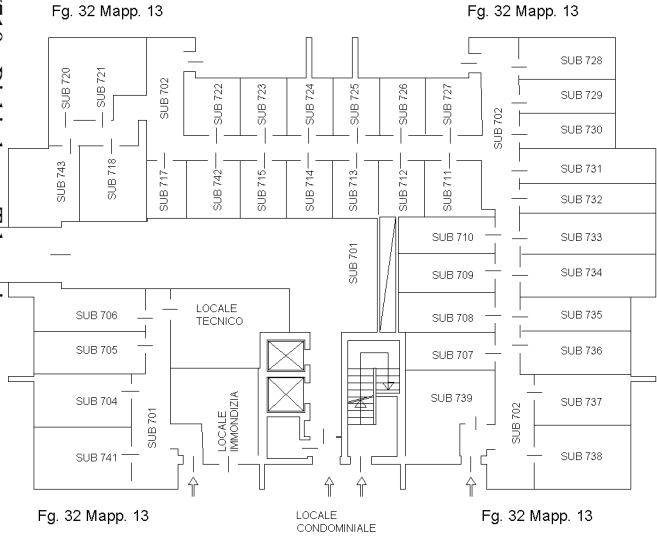 Fg. 32 Mapp. 13
Fg. 32 Mapp. 13
SUB 720
SUB 721
SUB 702
SUB 722
SUB 723
SUB 724
SUB 725
SUB 726
SUB 727
SUB 702
SUB 728
SUB 729
SUB 730
SUB 743
SUB 718
SUB 717
SUB 742
SUB 715
SUB 714
SUB 713
SUB 712
SUB 711
SUB 731
SUB 732
SUB 733
SUB 734
SUB 701
SUB 710
SUB 709
SUB 708
SUB 707
SUB 735
SUB 736
SUB 706
SUB 705
LOCALE
TECNICO
SUB 704
SUB 741
SUB 701
LOCALE
IMMONDIZIA
SUB 739
SUB 702
SUB 737
SUB 738
Fg. 32 Mapp. 13
LOCALE
CONDOMINIALE
Fg. 32 Mapp. 13